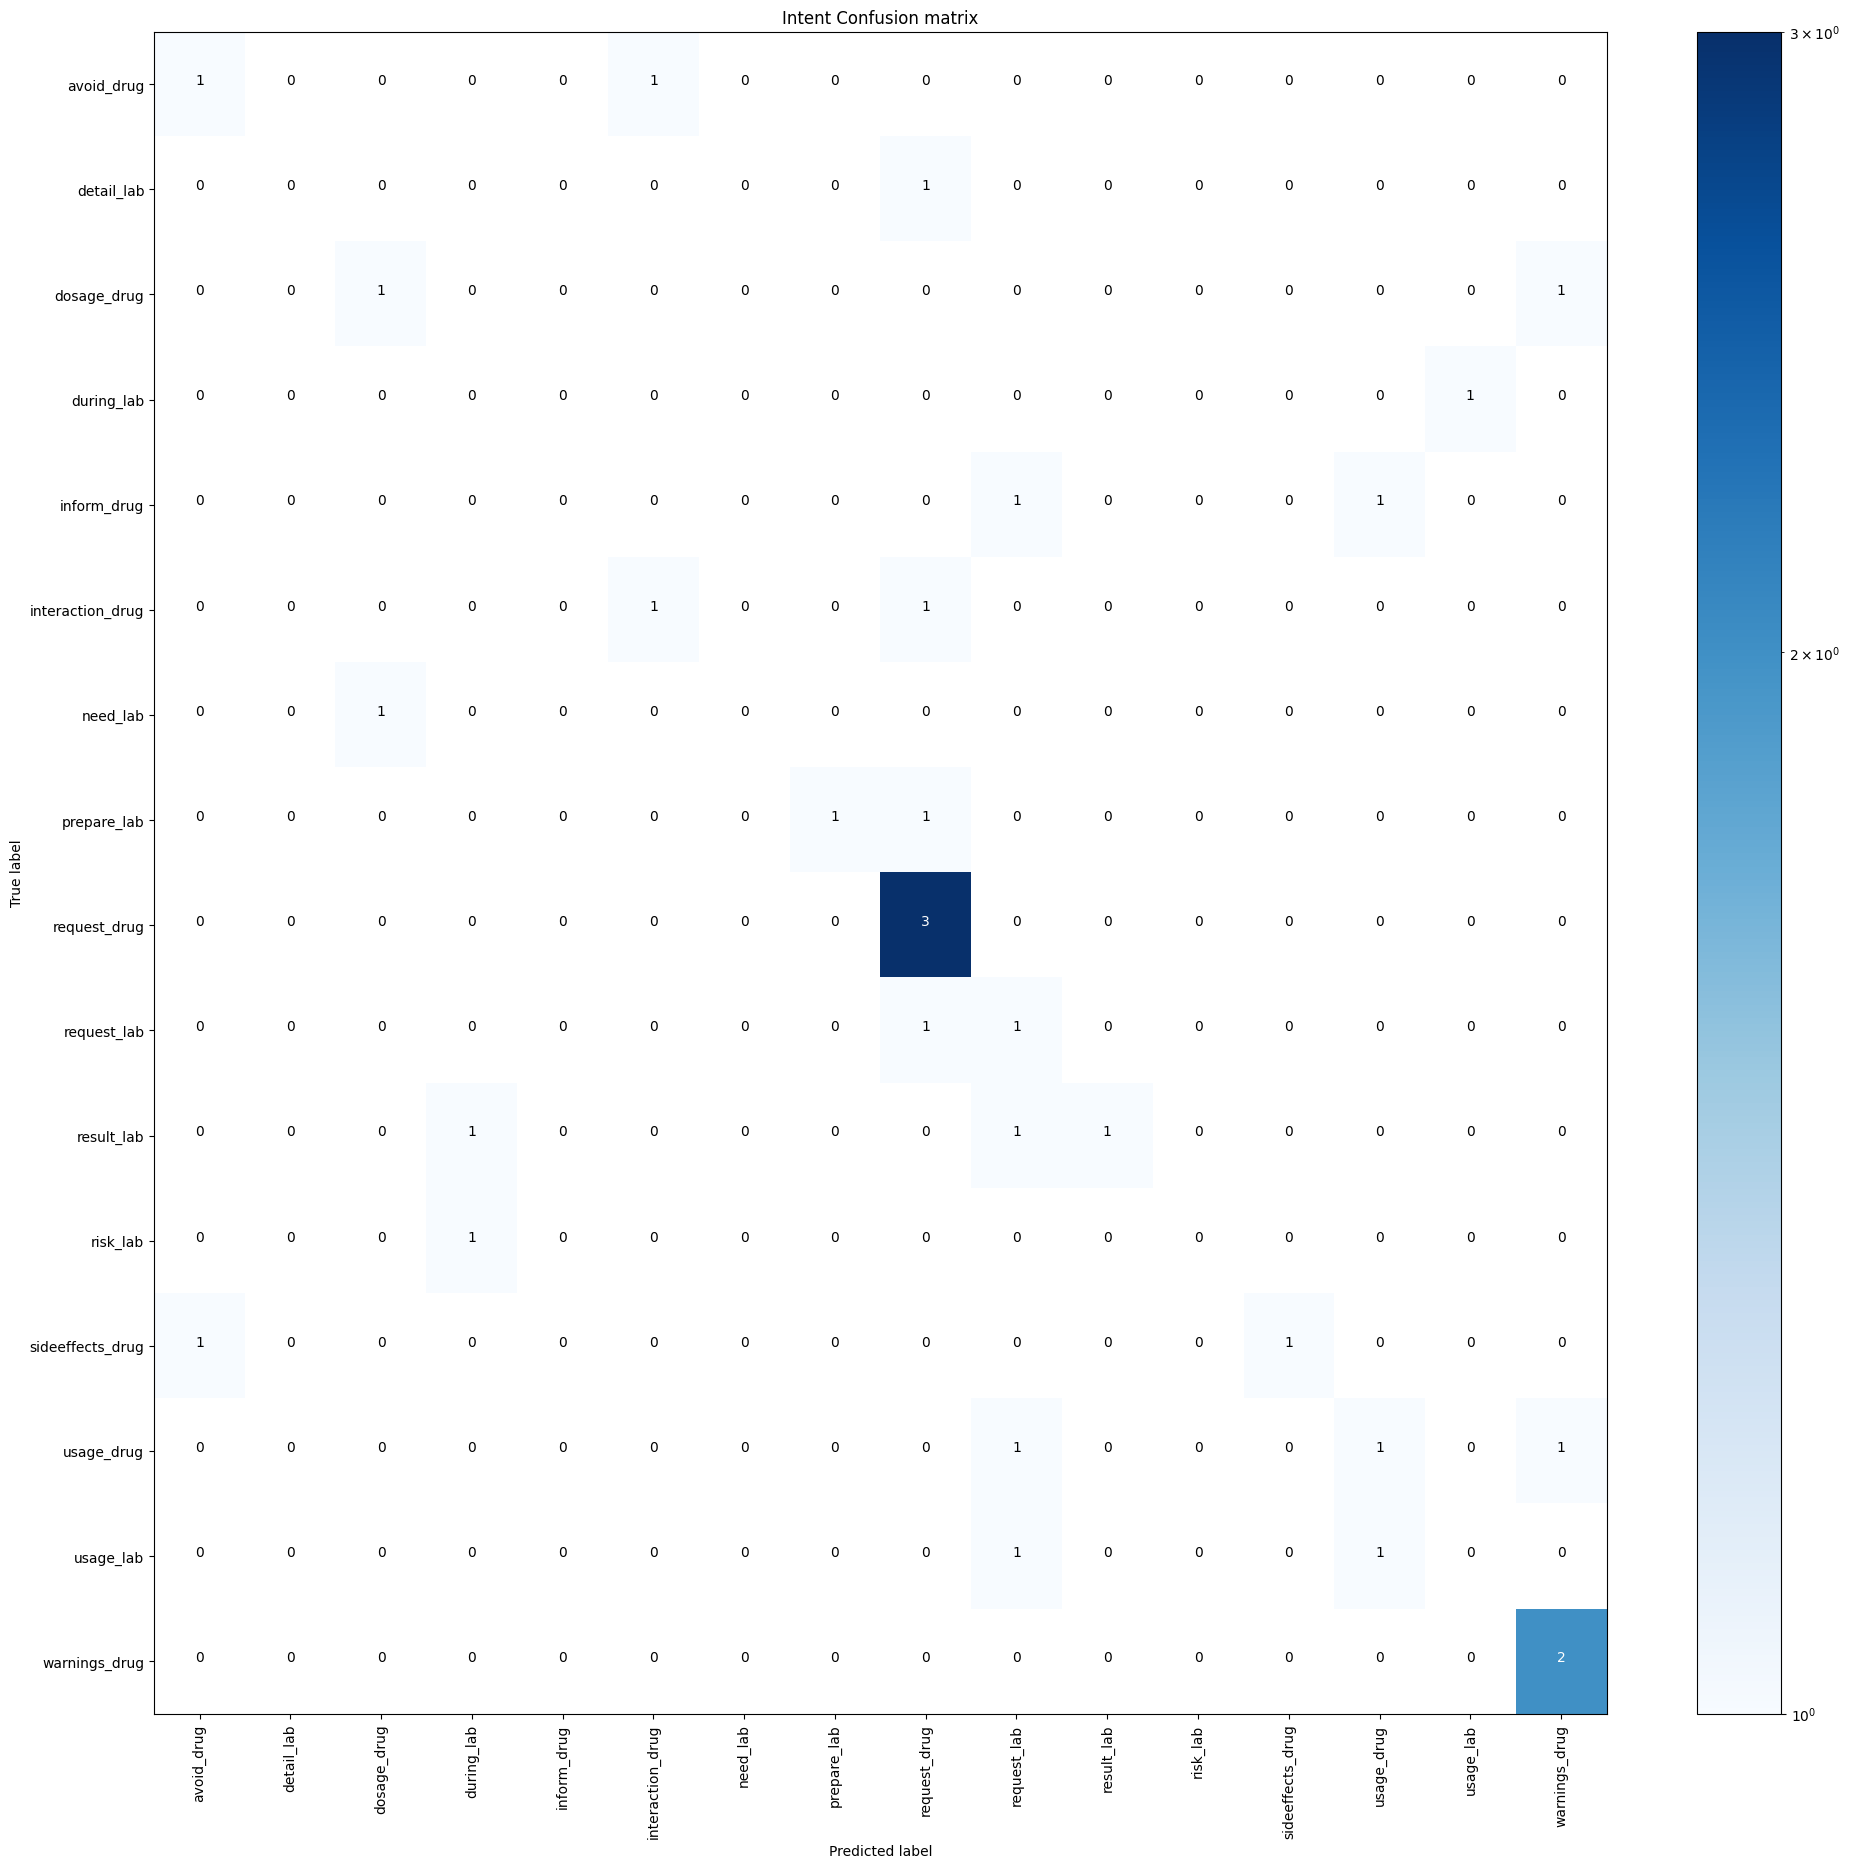 Intent Confusion matrix
avoid_drug 1 0 0 0 0 1 0 0 0 0 0 0 0 0 0 0
detail_lab 0 0 0 0 0 0 0 0 1 0 0 0 0 0 0 0
dosage_drug 0 0 1 0 0 0 0 0 0 0 0 0 0 0 0 1
during_lab 0 0 0 0 0 0 0 0 0 0 0 0 0 0 1 0
inform_drug 0 0 0 0 0 0 0 0 0 1 0 0 0 1 0 0
interaction_drug 0 0 0 0 0 1 0 0 1 0 0 0 0 0 0 0
need_lab 0 0 1 0 0 0 0 0 0 0 0 0 0 0 0 0
prepare_lab 0 0 0 0 0 0 0 1 1 0 0 0 0 0 0 0
request_drug 0 0 0 0 0 0 0 0 3 0 0 0 0 0 0 0
request_lab 0 0 0 0 0 0 0 0 1 1 0 0 0 0 0 0
result_lab 0 0 0 1 0 0 0 0 0 1 1 0 0 0 0 0
risk_lab 0 0 0 1 0 0 0 0 0 0 0 0 0 0 0 0
sideeffects_drug 1 0 0 0 0 0 0 0 0 0 0 0 1 0 0 0
usage_drug 0 0 0 0 0 0 0 0 0 1 0 0 0 1 0 1
usage_lab 0 0 0 0 0 0 0 0 0 1 0 0 0 1 0 0
warnings_drug 0 0 0 0 0 0 0 0 0 0 0 0 0 0 0 2
True label
avoid_drug
detail_lab
dosage_drug
during_lab
inform_drug
interaction_drug
need_lab
prepare_lab
request_drug
request_lab
result_lab
risk_lab
sideeffects_drug
usage_drug
usage_lab
warnings_drug
Predicted label
3 × 10⁰
2 × 10⁰
10⁰